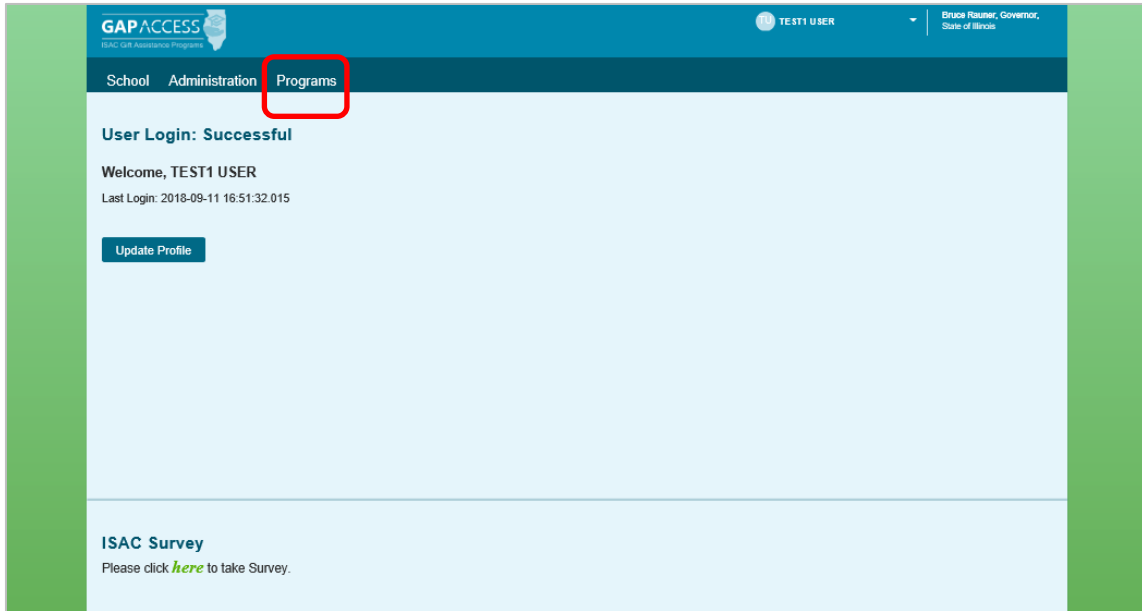 GAPACCESS
ISAC Gift Assistance Programs
TU TEST1 USER
Bruce Rauner, Governor,
State of Illinois
School Administration Programs
User Login: Successful
Welcome, TEST1 USER
Last Login: 2018-09-11 16:51:32.015
Update Profile
ISAC Survey
Please click here to take Survey.